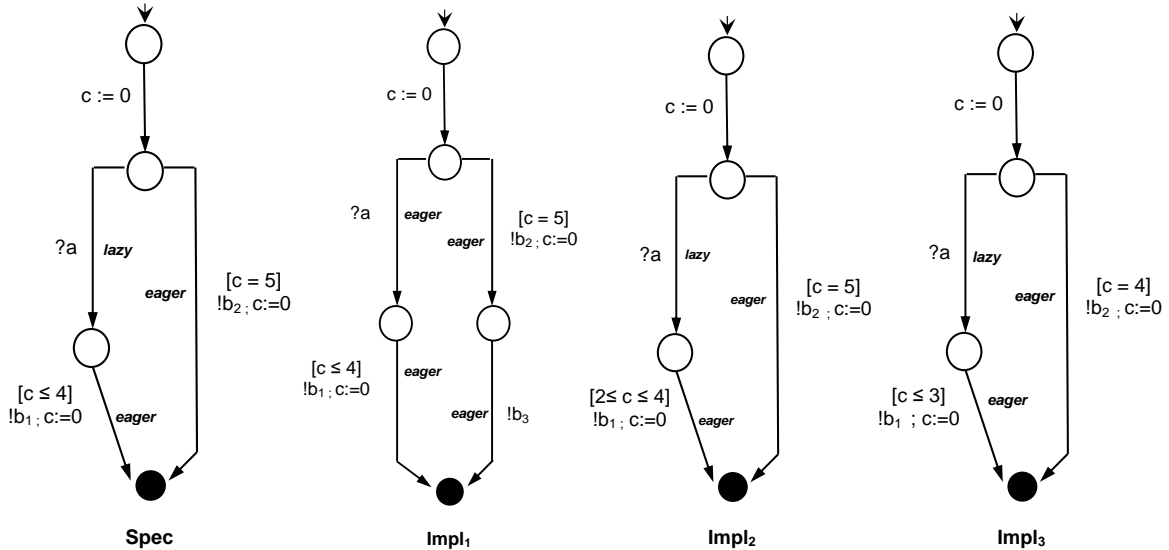 c := 0
?a
lazy
eager
[c = 5]
!b2 ; c:=0
[c ≤ 4]
!b1 ; c:=0
eager
Spec
c := 0
?a
eager
eager
[c = 5]
!b2 ; c:=0
[c ≤ 4]
!b1 ; c:=0
eager
eager
!b3
Impl1
c := 0
?a
lazy
eager
[c = 5]
!b2 ; c:=0
[2≤ c ≤ 4]
!b1 ; c:=0
eager
Impl2
c := 0
?a
lazy
eager
[c = 4]
!b2 ; c:=0
[c ≤ 3]
!b1 ; c:=0
eager
Impl3